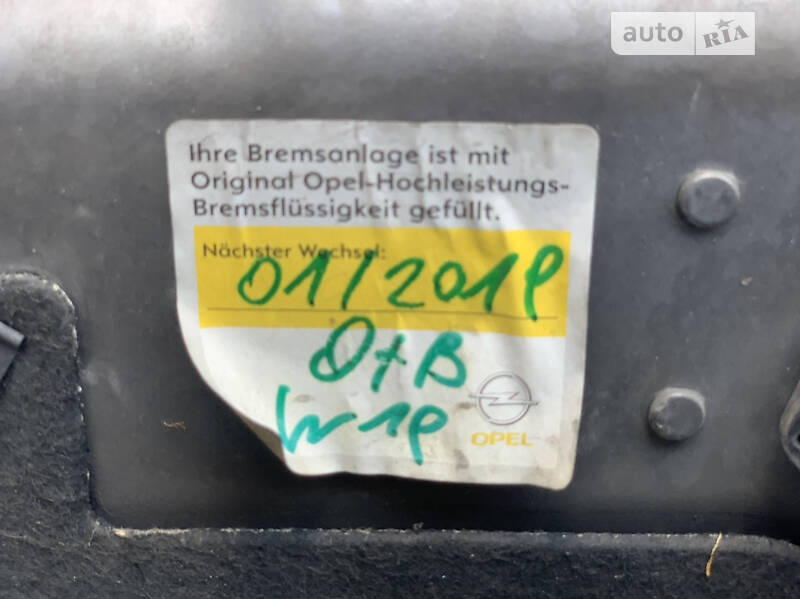 auto RIA
Ihre Bremsanlage ist mit
Original Opel-Hochleistungs-
Bremsflüssigkeit gefüllt.
Nächster Wechsel:
01/2019
OPEL